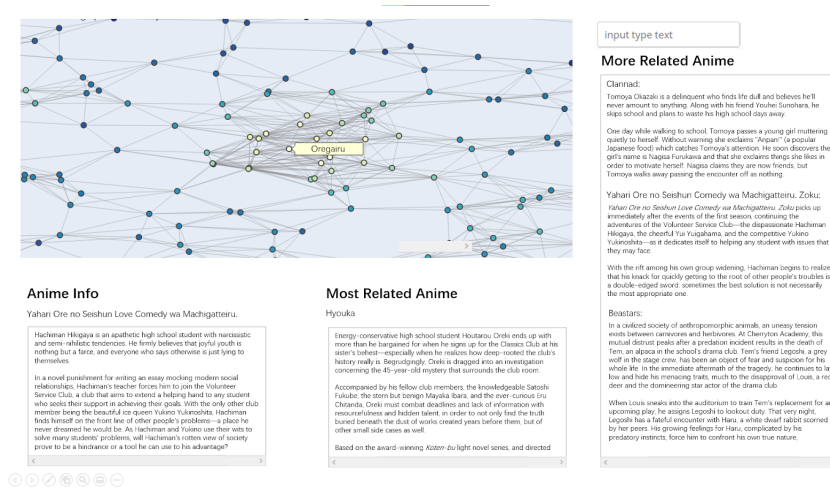 Oregairu
input type text
More Related Anime
Clannad:
Tomoya Okazaki is a delinquent who finds life dull and believes he'll
never amount to anything. Along with his friend Youhei Sunohara, he
skips school and plans to waste his high school days away.
One day while walking to school, Tomoya passes a young girl muttering
quietly to herself. Without warning she exclaims "Anpan!" (a popular
Japanese food) which catches Tomoya's attention. He soon discovers the
girl's name is Nagisa Furukawa and that she exclaims things she likes in
order to motivate herself. Nagisa claims they are now friends, but
Tomoya walks away passing the encounter off as nothing.
Yahari Ore no Seishun Love Comedy wa Machigatteiru. Zoku:
Yahari Ore no Seishun Love Comedy wa Machigatteiru. Zoku picks up
immediately after the events of the first season, continuing the
adventures of the Volunteer Service Club—the dispassionate Hachiman
Hikigaya, the cheerful Yui Yuigahama, and the competitive Yukino
Yukinoshita—as it dedicates itself to helping any student with issues that
they may face.
With the rift among his own group widening, Hachiman begins to realize
that his knack for quickly getting to the root of other people's troubles is
a double-edged sword: sometimes the best solution is not necessarily
the most appropriate one.
Beastars:
In a civilized society of anthropomorphic animals, an uneasy tension
exists between carnivores and herbivores. At Cherryton Academy, this
mutual distrust peaks after a predation incident results in the death of
Tem, an alpaca in the school's drama club. Tem's friend Legoshi, a grey
wolf in the stage crew, has been an object of fear and suspicion for his
whole life. In the immediate aftermath of the tragedy, he continues to la
low and hide his menacing traits, much to the disapproval of Louis, a red
deer and the domineering star actor of the drama club.
When Louis sneaks into the auditorium to train Tem's replacement for an
upcoming play, he assigns Legoshi to lookout duty. That very night,
Legoshi has a fateful encounter with Haru, a white dwarf rabbit scorned
by her peers. His growing feelings for Haru, complicated by his
predatory instincts, force him to confront his own true nature,
Anime Info
Yahari Ore no Seishun Love Comedy wa Machigatteiru.
Hachiman Hikigaya is an apathetic high school student with narcissistic
and semi-nihilistic tendencies. He firmly believes that joyful youth is
nothing but a farce, and everyone who says otherwise is just lying to
themselves.
In a novel punishment for writing an essay mocking modern social
relationships, Hachiman's teacher forces him to join the Volunteer
Service Club, a club that aims to extend a helping hand to any student
who seeks their support in achieving their goals. With the only other club
member being the beautiful ice queen Yukino Yukinoshita, Hachiman
finds himself on the front line of other people's problems—a place he
never dreamed he would be. As Hachiman and Yukino use their wits to
solve many students' problems, will Hachiman's rotten view of society
prove to be a hindrance or a tool he can use to his advantage?
Most Related Anime
Hyouka
Energy-conservative high school student Houtarou Oreki ends up with
more than he bargained for when he signs up for the Classics Club at his
sister's behest—especially when he realizes how deep-rooted the club's
history really is. Begrudgingly, Oreki is dragged into an investigation
concerning the 45-year-old mystery that surrounds the club room.
Accompanied by his fellow club members, the knowledgeable Satoshi
Fukube, the stern but benign Mayaka Ibara, and the ever-curious Eru
Chitanda, Oreki must combat deadlines and lack of information with
resourcefulness and hidden talent, in order to not only find the truth
buried beneath the dust of works created years before them, but of
other small side cases as well.
Based on the award-winning Koten-bu light novel series, and directed